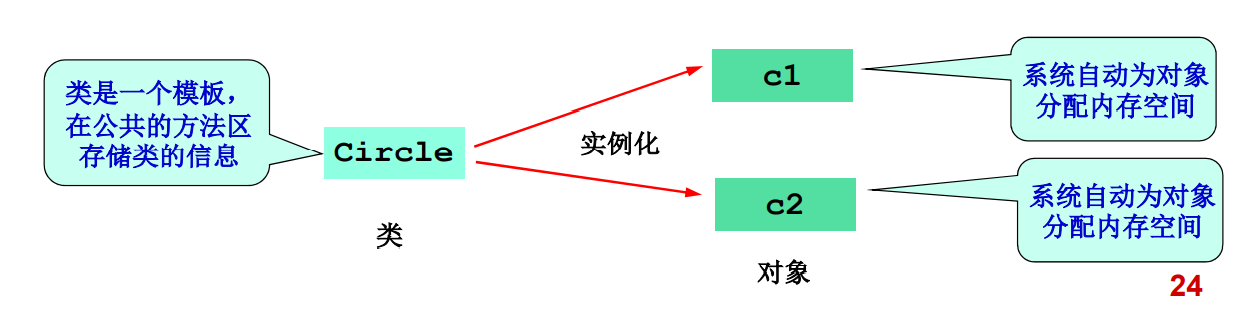 类是一个模板，
在公共的方法区
存储类的信息
Circle
类
实例化
c1
系统自动为对象
分配内存空间
c2
系统自动为对象
分配内存空间
对象
24